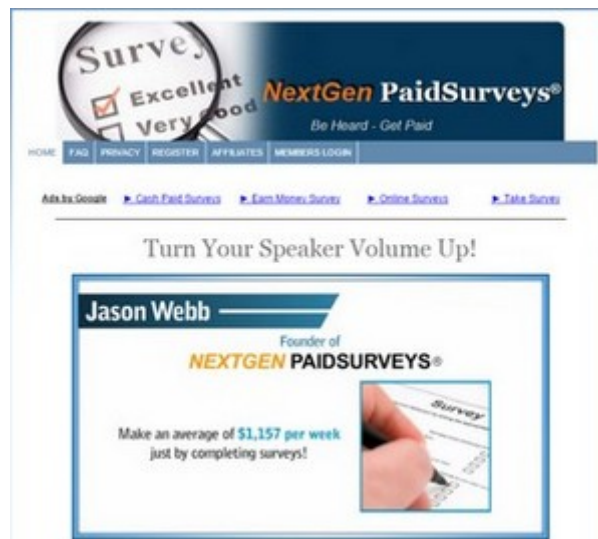 Survey
Excellent
Very Good
NextGen PaidSurveys®
Be Heard - Get Paid
HOME FAQ PRIVACY REGISTER AFFILIATES MEMBERS LOGIN
Ads by Google ► Cash Paid Surveys ► Earn Money Survey ► Online Surveys ► Take Survey
Turn Your Speaker Volume Up!
Jason Webb
Founder of
NEXTGEN PAIDSURVEYS®
Make an average of $1,157 per week
just by completing surveys!
Survey